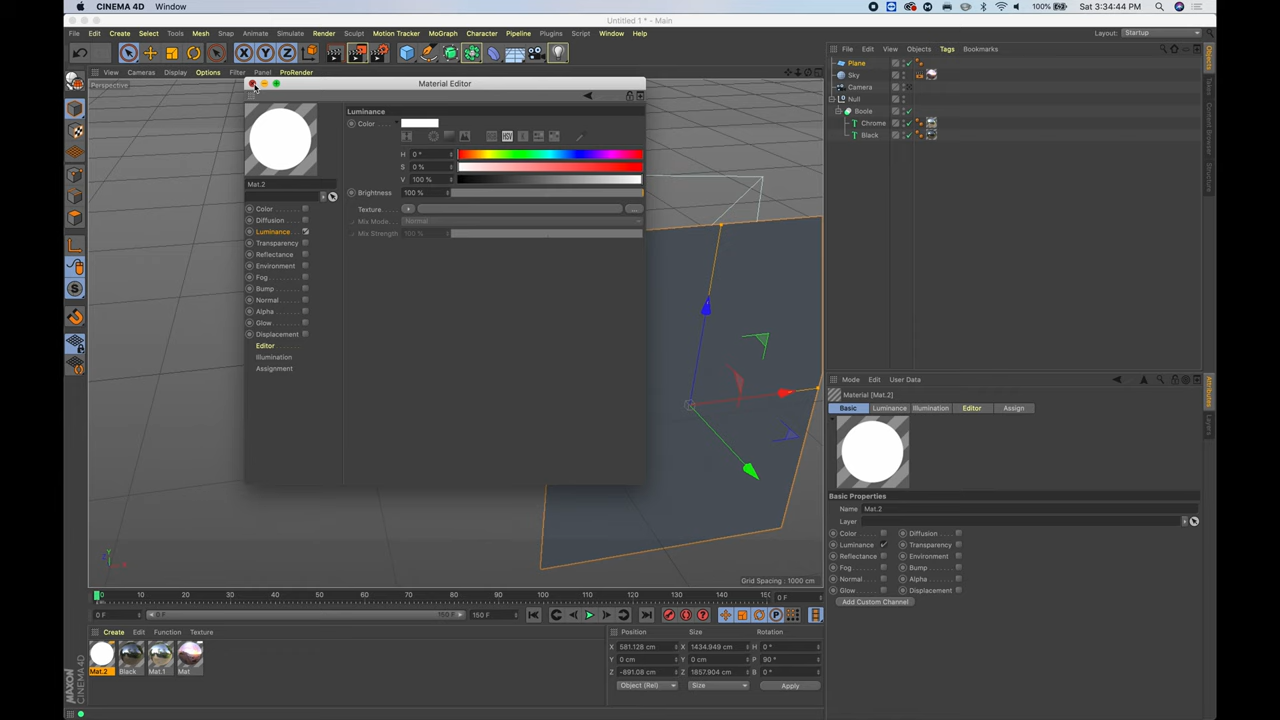 CINEMA 4D Window 100% Sat 3:34:44 PM
Untitled 1 * - Main
File Edit Create Select Tools Mesh Snap Animate Simulate Render Sculpt Motion Tracker MoGraph Character Pipeline Plugins Script Window Help Layout: Startup
File Edit View Objects Tags Bookmarks
View Cameras Display Options Filter Panel ProRender
Perspective
Material Editor
Luminance
Color
H 0 °
S 0 %
V 100 %
HSV
Brightness 100 %
Texture
...
Mix Mode Normal
Mix Strength 100 %
Mat.2
Color
Diffusion
Luminance
Transparency
Reflectance
Environment
Fog
Bump
Normal
Alpha
Glow
Displacement
Editor
Illumination
Assignment
Plane
Sky
Camera
Null
Boole
Chrome
Black
Objects
Content Browser
Structure
Attributes
Layers
Mode Edit User Data
Material [Mat.2]
Basic Luminance Illumination Editor Assign
Basic Properties
Name Mat.2
Layer
Color Diffusion
Luminance Transparency
Reflectance Environment
Fog Bump
Normal Alpha
Glow Displacement
Add Custom Channel
Grid Spacing : 1000 cm
0 10 20 30 40 50 60 70 80 90 100 110 120 130 140 0 F
0 F 0 F 150 F 150 F
Create Edit Function Texture
Mat.2 Black Mat.1 Mat
Position Size Rotation
X 581.128 cm X 1434.949 cm H 0 °
Y 0 cm Y 0 cm P 90 °
Z -891.08 cm Z 1857.904 cm B 0 °
Object (Rel) Size Apply
MAXON CINEMA 4D